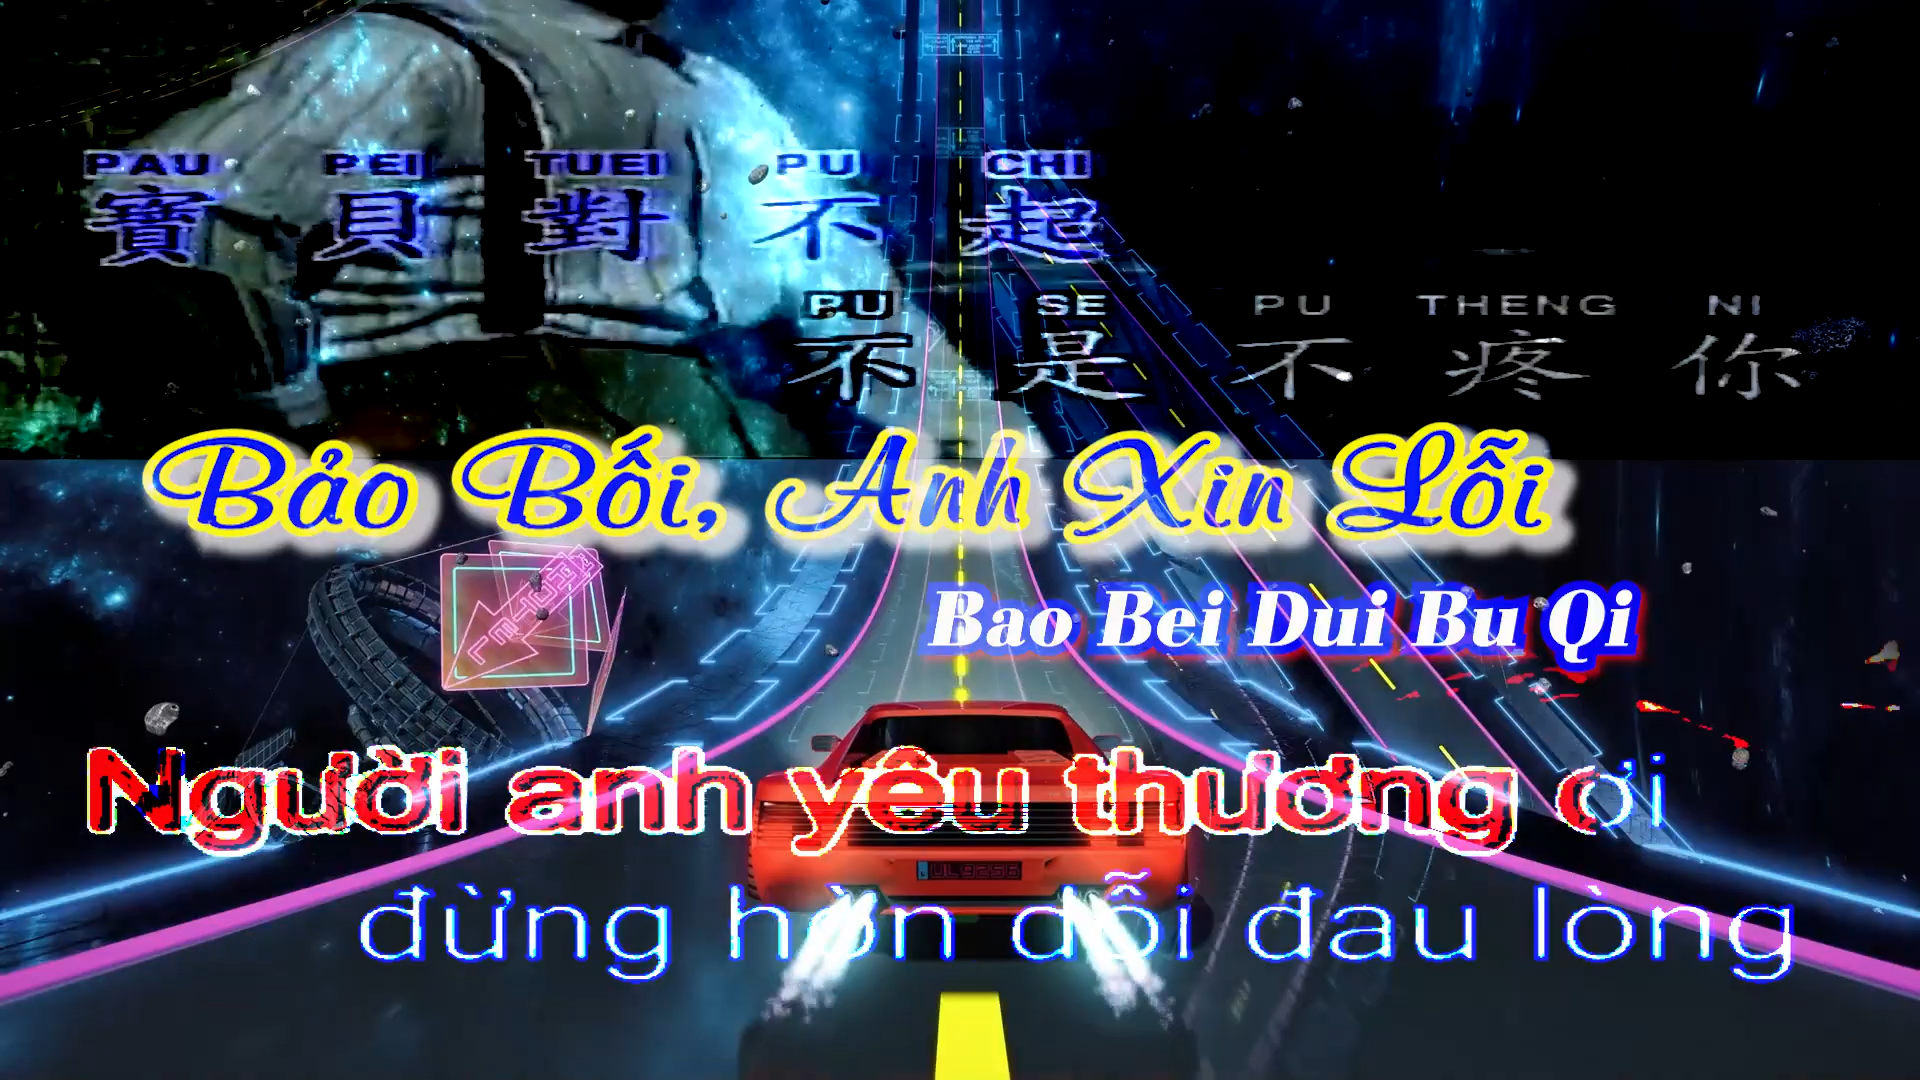 PAU PEI TUEI PU CHI
寶貝對不起
PU SE PU THENG NI
不是不疼你
Bảo Bối, Anh Xin Lỗi
Bao Bei Dui Bu Qi
Người anh yêu thương ơi
UL 9256
đừng hờn dỗi đau lòng